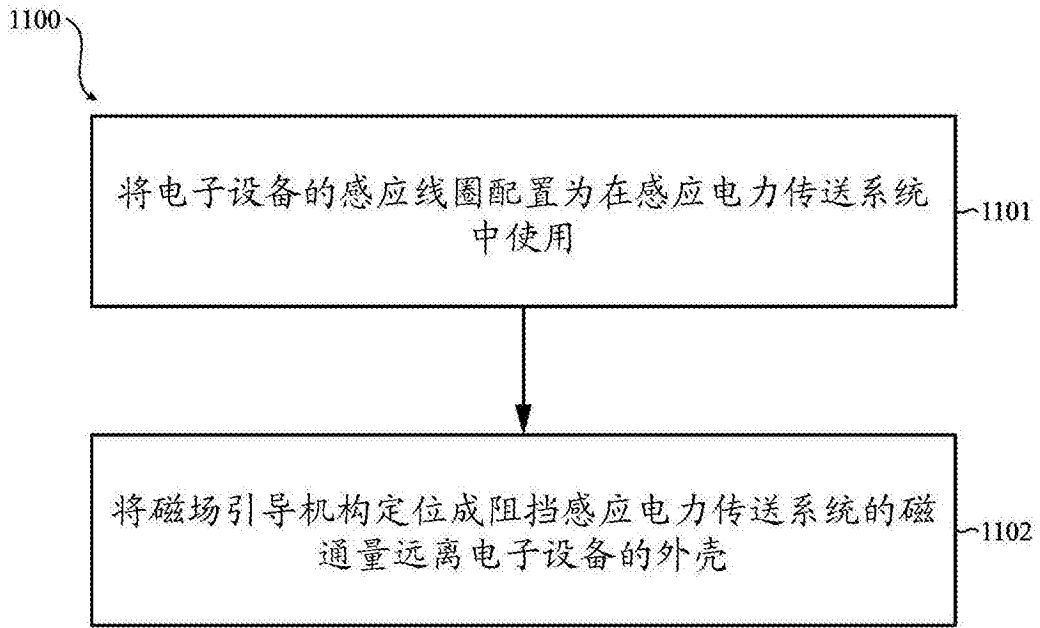 1100
将电子设备的感应线圈配置为在感应电力传送系统
中使用
1101
将磁场引导机构定位成阻挡感应电力传送系统的磁
通量远离电子设备的外壳
1102